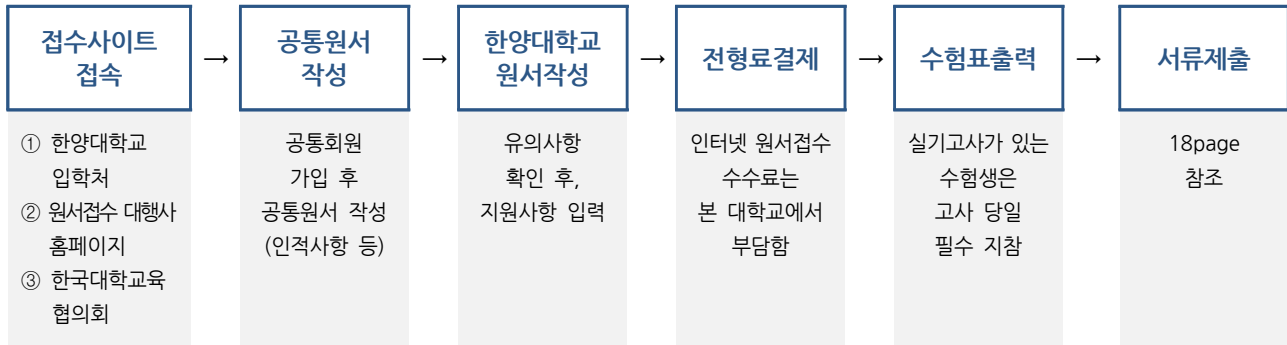 접수사이트
접속
→
공통원서
작성
→
한양대학교
원서작성
→
전형료결제
→
수험표출력
→
서류제출
① 한양대학교
입학처
② 원서접수 대행사
홈페이지
③ 한국대학교육
협의회
공통회원
가입 후
공통원서 작성
(인적사항 등)
유의사항
확인 후,
지원사항 입력
인터넷 원서접수
수수료는
본 대학교에서
부담함
실기고사가 있는
수험생은
고사 당일
필수 지참
18page
참조